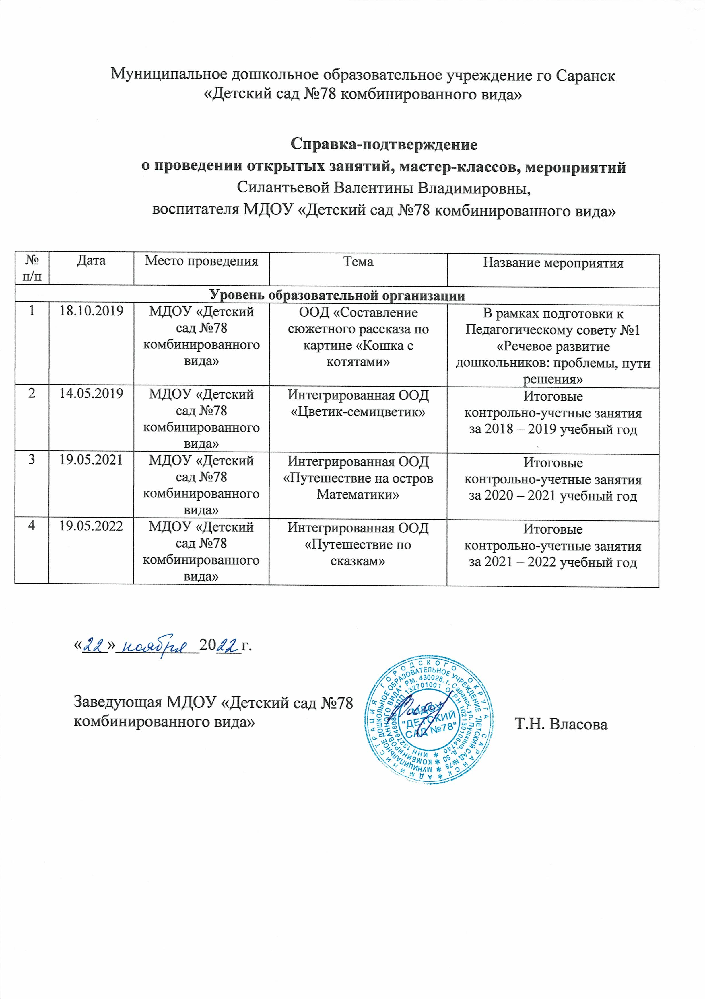 Муниципальное дошкольное образовательное учреждение го Саранск
«Детский сад №78 комбинированного вида»
Справка-подтверждение
о проведении открытых занятий, мастер-классов, мероприятий
Силантьевой Валентины Владимировны,
воспитателя МДОУ «Детский сад №78 комбинированного вида»
№
п/п
Дата
Место проведения
Тема
Название мероприятия
Уровень образовательной организации
1
18.10.2019
МДОУ «Детский
сад №78
комбинированного
вида»
ООД «Составление
сюжетного рассказа по
картине «Кошка с
котятами»
В рамках подготовки к
Педагогическому совету №1
«Речевое развитие
дошкольников: проблемы, пути
решения»
2
14.05.2019
МДОУ «Детский
сад №78
комбинированного
вида»
Интегрированная ООД
«Цветик-семицветик»
Итоговые
контрольно-учетные занятия
за 2018 – 2019 учебный год
3
19.05.2021
МДОУ «Детский
сад №78
комбинированного
вида»
Интегрированная ООД
«Путешествие на остров
Математики»
Итоговые
контрольно-учетные занятия
за 2020 – 2021 учебный год
4
19.05.2022
МДОУ «Детский
сад №78
комбинированного
вида»
Интегрированная ООД
«Путешествие по
сказкам»
Итоговые
контрольно-учетные занятия
за 2021 – 2022 учебный год
«22» ноября 2022 г.
Заведующая МДОУ «Детский сад №78
комбинированного вида»
Т.Н. Власова
АДМИНИСТРАЦИЯ ГОРОДСКОГО ОКРУГА САРАНСК *
МУНИЦИПАЛЬНОЕ ДОШКОЛЬНОЕ ОБРАЗОВАТЕЛЬНОЕ УЧРЕЖДЕНИЕ "ДЕТСКИЙ САД №78 *
КОМБИНИРОВАННОГО ВИДА" РМ, 430028, г. Саранск, ул. Пушкина, д. 50 *
ИНН 1327048080 КПП 132701001 ОГРН 1021301064740 *
МДОУ
"ДЕТСКИЙ
САД №78"